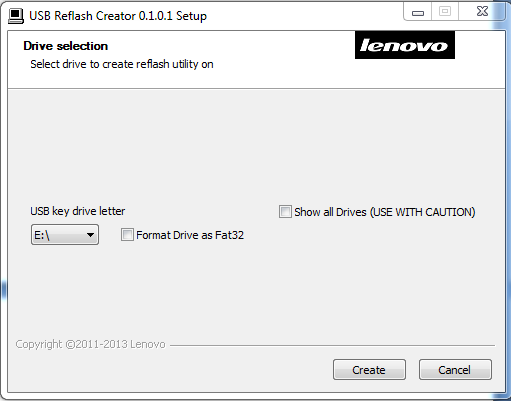 USB Reflash Creator 0.1.0.1 Setup
Drive selection
Select drive to create reflash utility on
lenovo
USB key drive letter
Show all Drives (USE WITH CAUTION)
E:\
Format Drive as Fat32
Copyright ©2011-2013 Lenovo
Create
Cancel